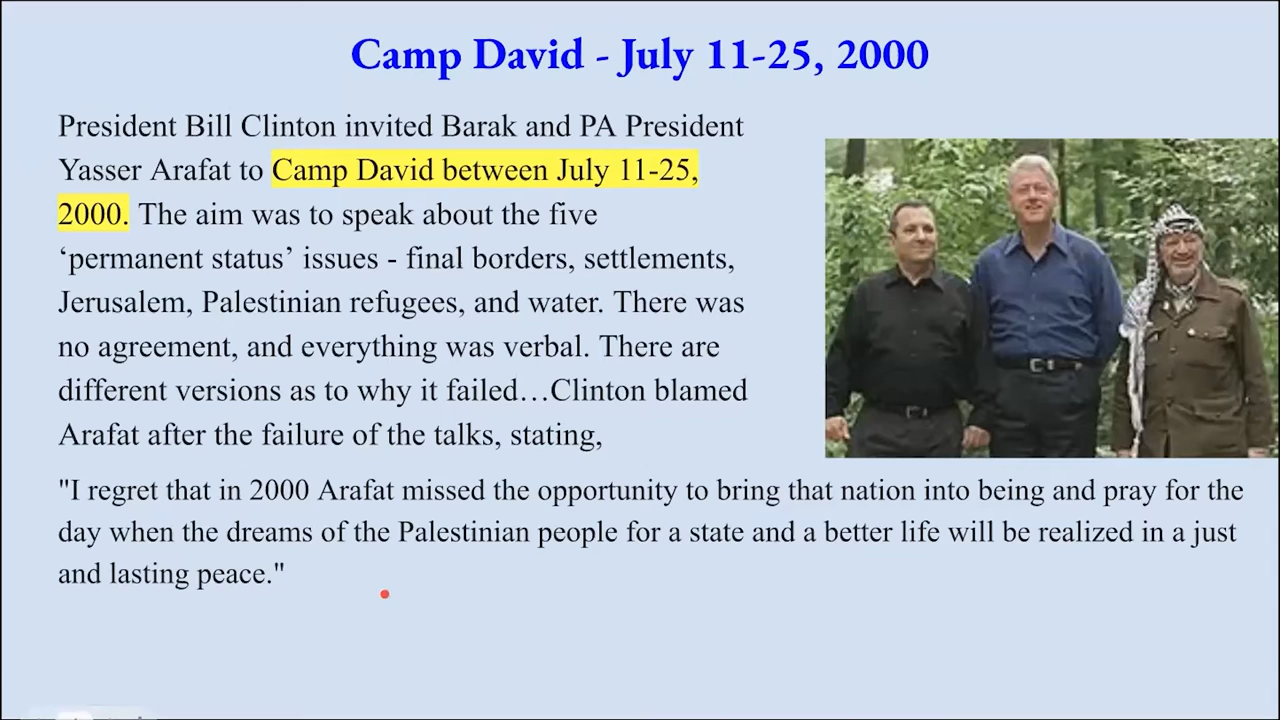 Camp David - July 11-25, 2000
President Bill Clinton invited Barak and PA President
Yasser Arafat to Camp David between July 11-25,
2000. The aim was to speak about the five
‘permanent status’ issues - final borders, settlements,
Jerusalem, Palestinian refugees, and water. There was
no agreement, and everything was verbal. There are
different versions as to why it failed…Clinton blamed
Arafat after the failure of the talks, stating,
"I regret that in 2000 Arafat missed the opportunity to bring that nation into being and pray for the
day when the dreams of the Palestinian people for a state and a better life will be realized in a just
and lasting peace."